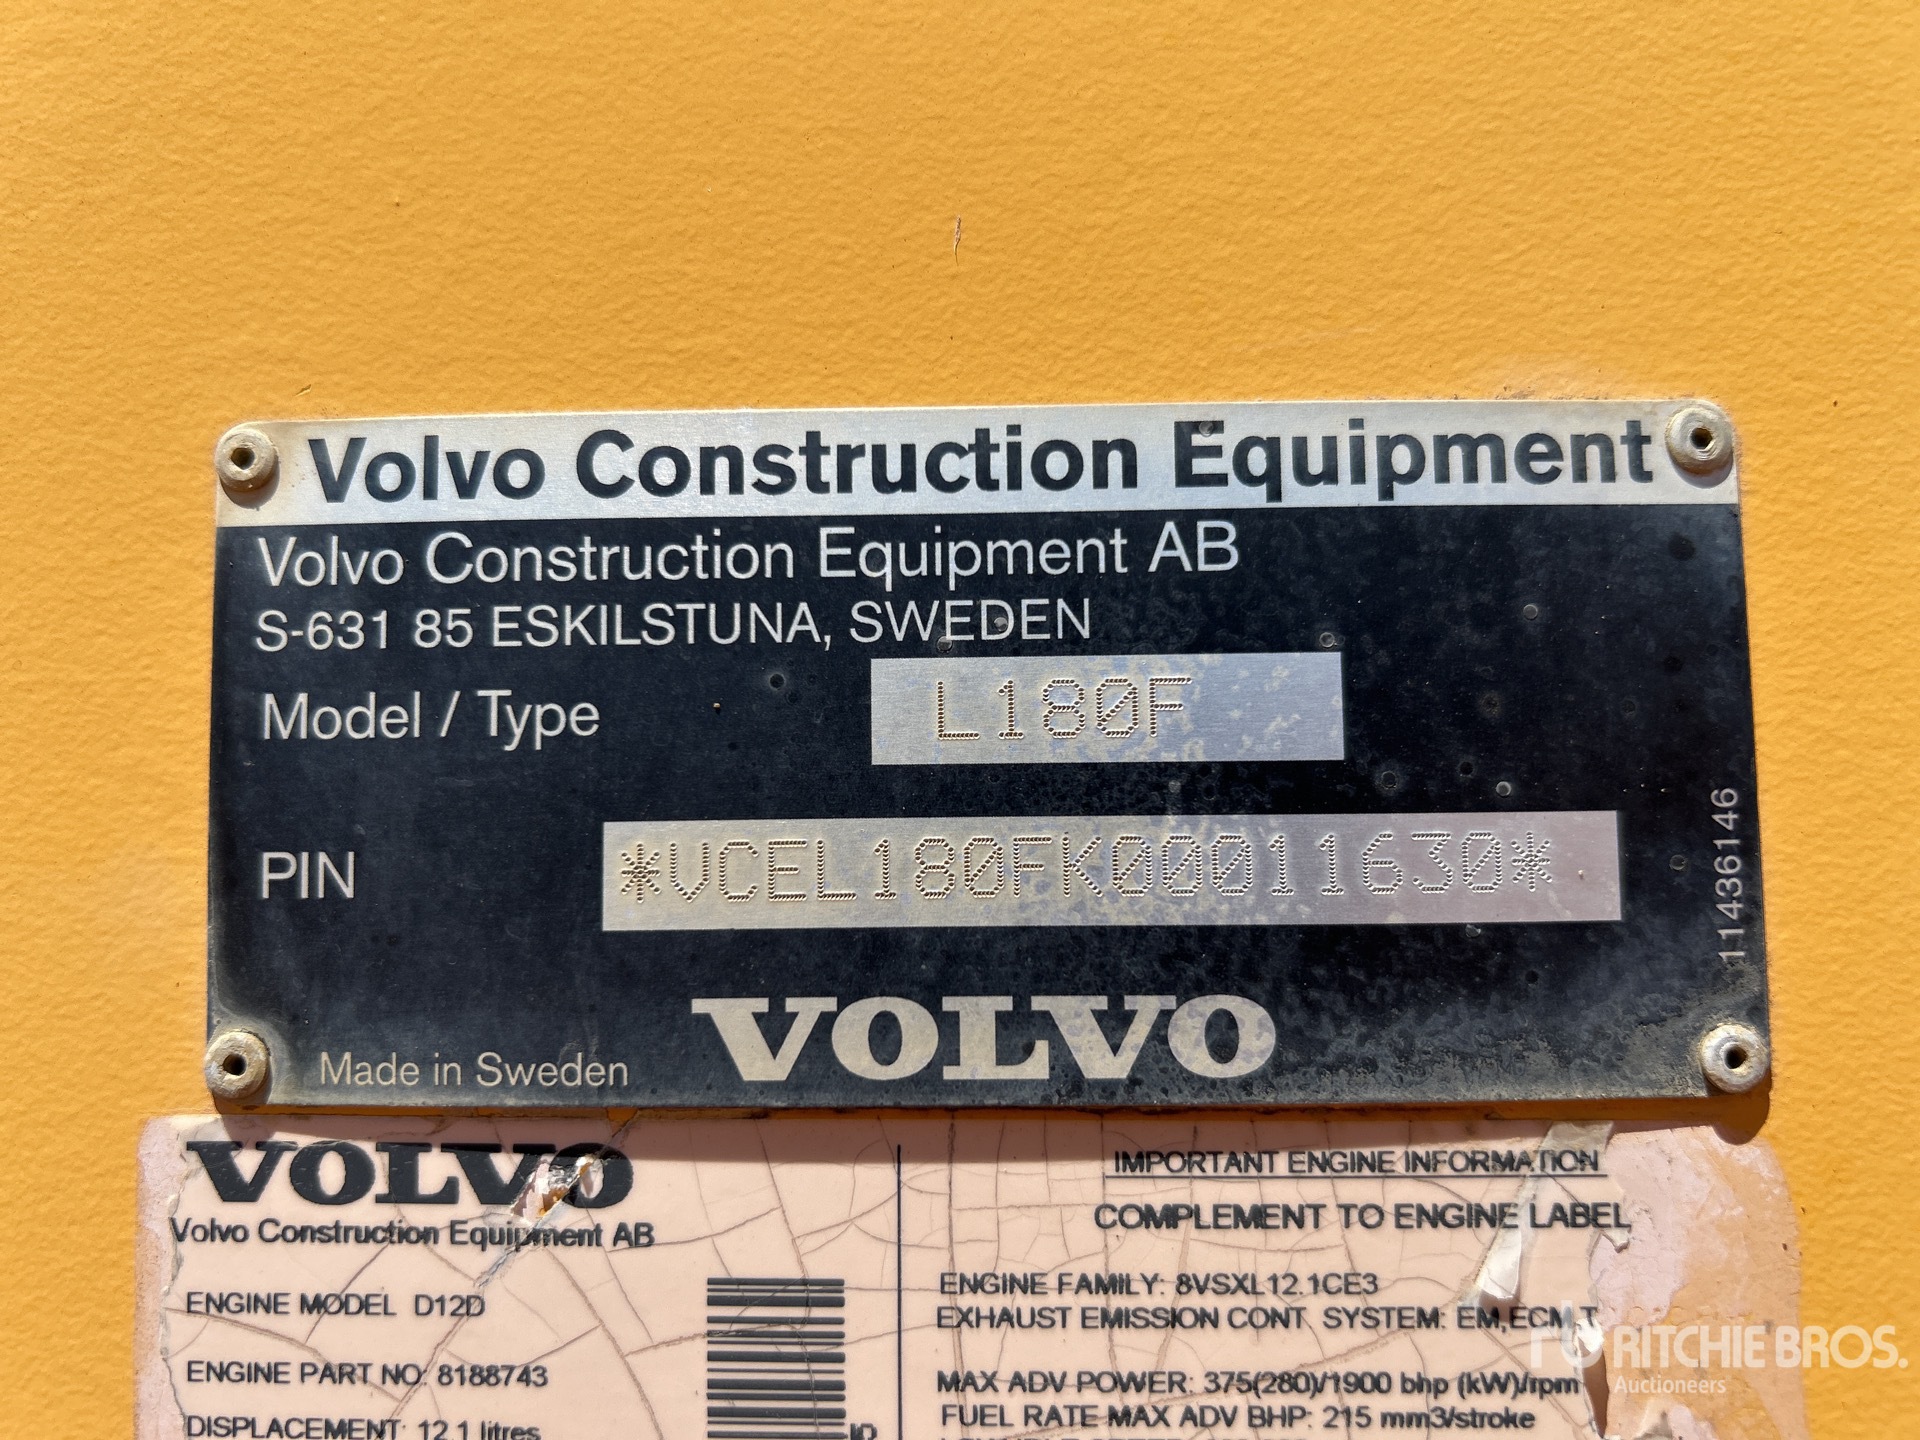 Volvo Construction Equipment
Volvo Construction Equipment AB
S-631 85 ESKILSTUNA, SWEDEN
Model / Type L180F
PIN *VCEL180FK00011630*
11436146
VOLVO
Made in Sweden
VOLVO
Volvo Construction Equipment AB
ENGINE MODEL D12D
ENGINE PART NO: 8188743
DISPLACEMENT: 12.1 litres
IMPORTANT ENGINE INFORMATION
COMPLEMENT TO ENGINE LABEL
ENGINE FAMILY: 8VSXL12.1CE3
EXHAUST EMISSION CONT. SYSTEM: EM,ECM,T
MAX ADV POWER: 375(280)/1900 bhp (kW)/rpm
FUEL RATE MAX ADV BHP: 215 mm3/stroke
RITCHIE BROS.
Auctioneers